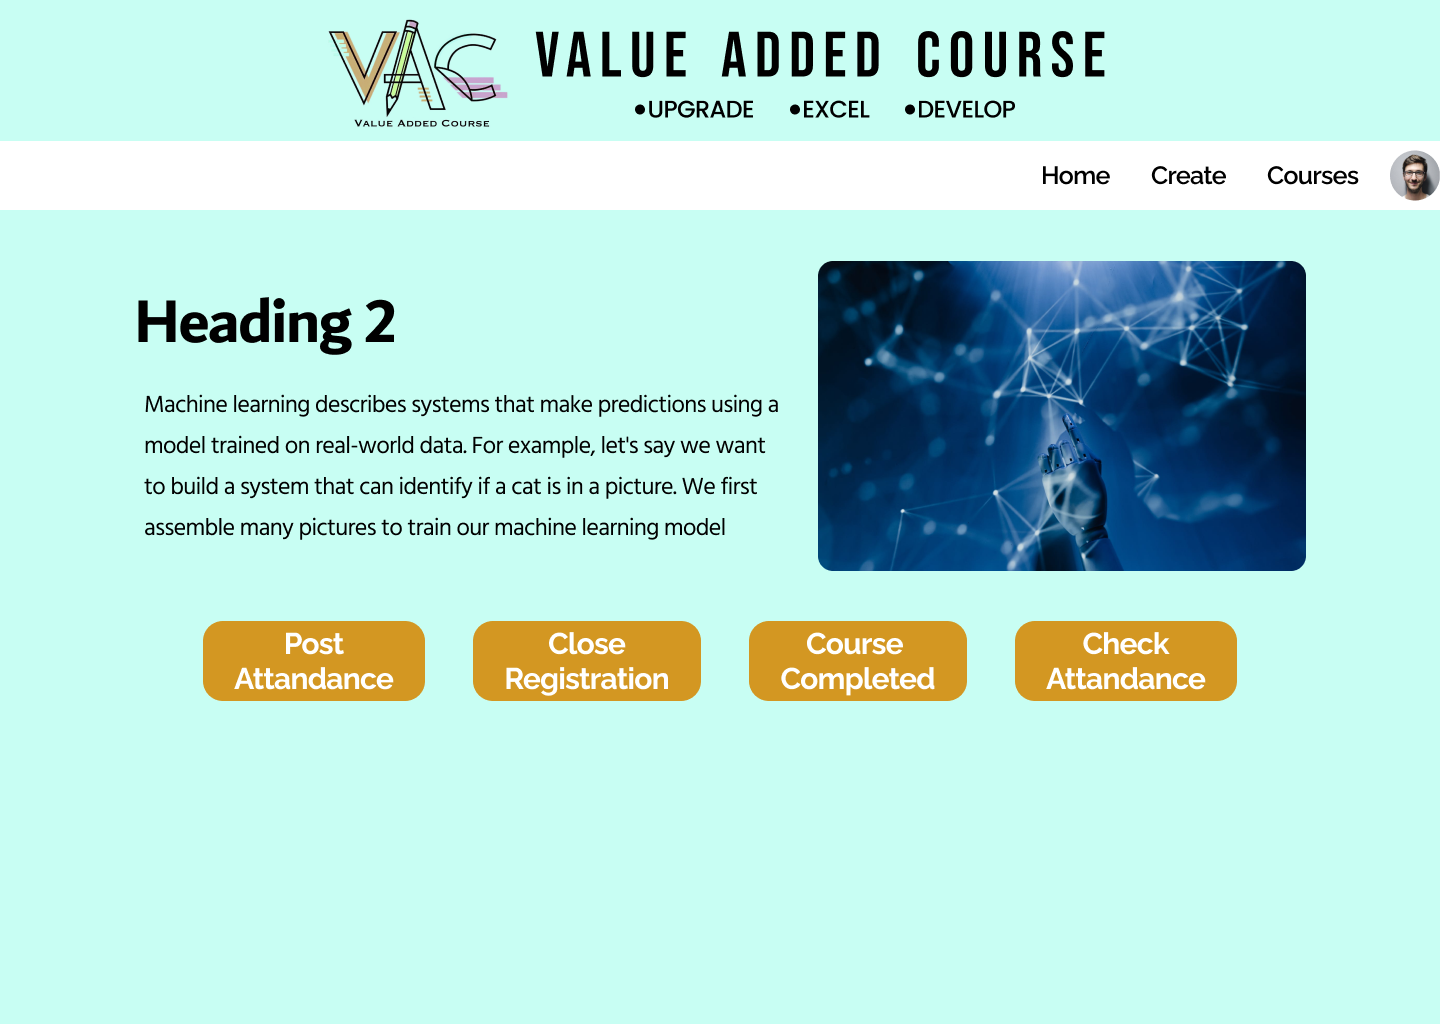 VAC
Value Added Course
VALUE ADDED COURSE
•UPGRADE •EXCEL •DEVELOP
Home Create Courses
Heading 2
Machine learning describes systems that make predictions using a
model trained on real-world data. For example, let's say we want
to build a system that can identify if a cat is in a picture. We first
assemble many pictures to train our machine learning model
Post
Attandance
Close
Registration
Course
Completed
Check
Attandance